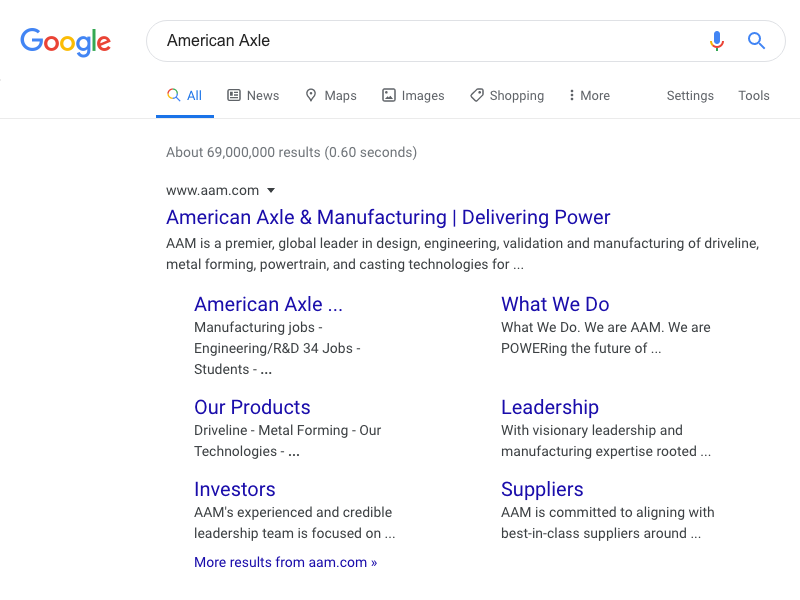 Google
American Axle
All News Maps Images Shopping More Settings Tools
About 69,000,000 results (0.60 seconds)
www.aam.com
American Axle & Manufacturing | Delivering Power
AAM is a premier, global leader in design, engineering, validation and manufacturing of driveline,
metal forming, powertrain, and casting technologies for ...
American Axle ...
Manufacturing jobs -
Engineering/R&D 34 Jobs -
Students - ...
What We Do
What We Do. We are AAM. We are
POWERing the future of ...
Our Products
Driveline - Metal Forming - Our
Technologies - ...
Leadership
With visionary leadership and
manufacturing expertise rooted ...
Investors
AAM's experienced and credible
leadership team is focused on ...
Suppliers
AAM is committed to aligning with
best-in-class suppliers around ...
More results from aam.com »